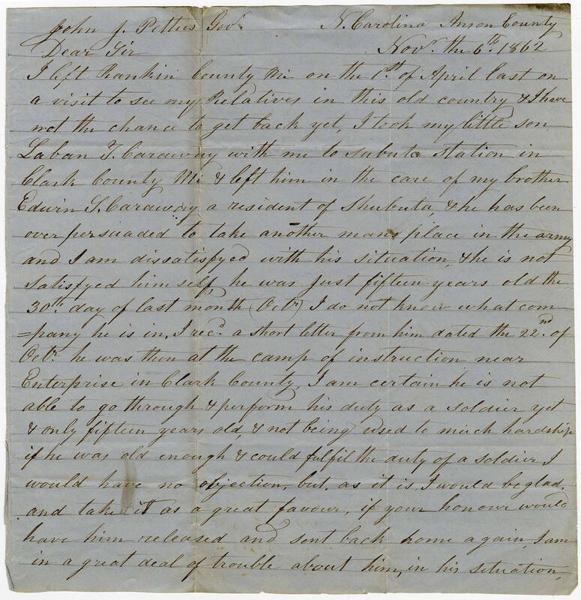 John J. Petties Gov. N. Carolina Anson County
Dear Sir Nov. the 6th 1862
I left Rankin County Mi on the 1st of April last on
a visit to see my Relatives in this old country & I have
not the chance to get back yet, I took my little son
Laban T. Caraway with me to Subuta Station in
Clark County Mi & left him in the care of my brother
Edwin S. Caraway a resident of Shubuta, & he has been
over persuaded to take another mans place in the army
and I am dissatisfyed with his situation, & he is not
satisfyed himself, he was just fifteen years old the
30th day of last month (Octr) I do not know what com
=pany he is in, I recd a short letter from him dated the 22nd of
Octr he was then at the camp of instruction near
Enterprise in Clark County, I am certain he is not
able to go through & perform his duty as a soldier yet
& only fifteen years old & not being used to much hardship
if he was old enough & could fulfil the duty of a soldier I
would have no objection, but, as it is I would be glad,
and take it as a great favour, if your honour would
have him released and sent back home again, I am
in a great deal of trouble about him, in his situation,